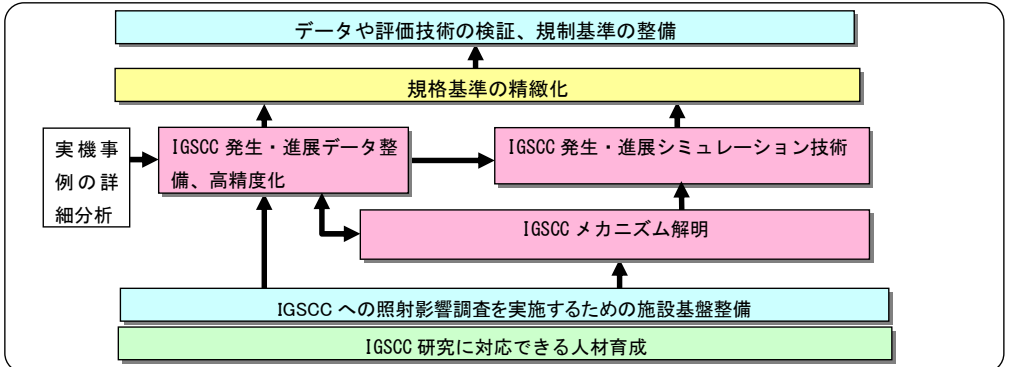 データや評価技術の検証、規制基準の整備
規格基準の精緻化
実機事
例の詳
細分析
IGSCC 発生・進展データ整
備、高精度化
IGSCC 発生・進展シミュレーション技術
IGSCC メカニズム解明
IGSCC への照射影響調査を実施するための施設基盤整備
IGSCC 研究に対応できる人材育成